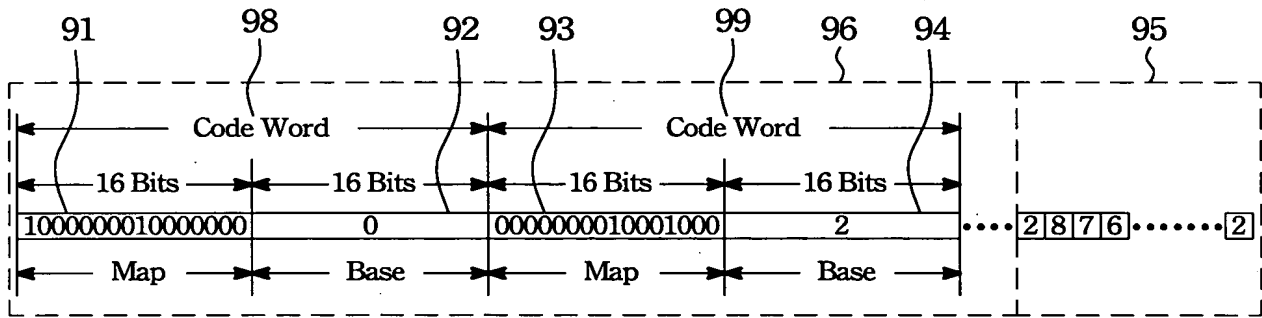 91 98 92 93 99 96 94 95
Code Word Code Word
16 Bits 16 Bits 16 Bits 16 Bits
1000000010000000 0 0000000010001000 2 2 8 7 6 2
Map Base Map Base